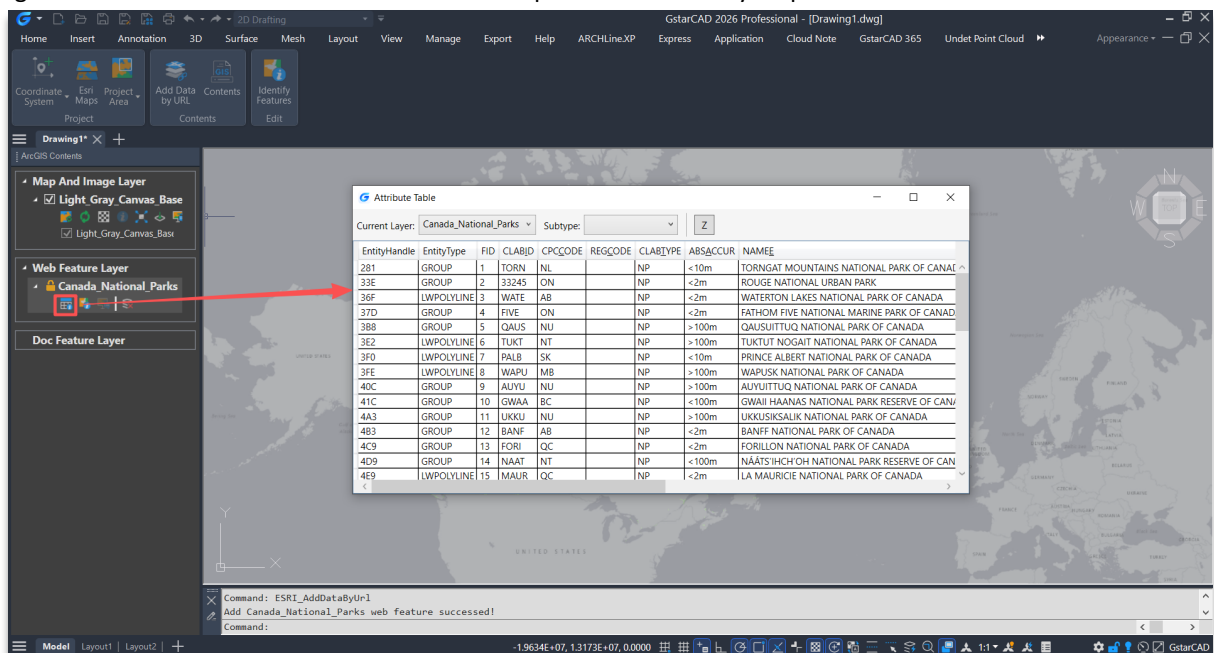 2D Drafting
GstarCAD 2026 Professional - [Drawing1.dwg]
Home Insert Annotation 3D Surface Mesh Layout View Manage Export Help ARCHLine.XP Express Application Cloud Note GstarCAD 365 Undet Point Cloud Appearance
Coordinate System Esri Maps Project Area Add Data by URL Contents Identify Features
Project Contents Edit
Drawing1*
ArcGIS Contents
Map And Image Layer
Light_Gray_Canvas_Base
Light_Gray_Canvas_Base
Web Feature Layer
Canada_National_Parks
Doc Feature Layer
N
W TOP E
S
Attribute Table
Current Layer: Canada_National_Parks Subtype: Z
EntityHandle EntityType FID CLABID CPCCODE REGCODE CLABTYPE ABSACCUR NAMEE
281 GROUP 1 TORN NL NP <10m TORNGAT MOUNTAINS NATIONAL PARK OF CANAD
33E GROUP 2 33245 ON NP <2m ROUGE NATIONAL URBAN PARK
36F LWPOLYLINE 3 WATE AB NP <2m WATERTON LAKES NATIONAL PARK OF CANADA
37D GROUP 4 FIVE ON NP <2m FATHOM FIVE NATIONAL MARINE PARK OF CANAD
3B8 GROUP 5 QAUS NU NP >100m QAUSUITTUQ NATIONAL PARK OF CANADA
3E2 LWPOLYLINE 6 TUKT NT NP >100m TUKTUT NOGAIT NATIONAL PARK OF CANADA
3F0 LWPOLYLINE 7 PALB SK NP <10m PRINCE ALBERT NATIONAL PARK OF CANADA
3FE LWPOLYLINE 8 WAPU MB NP >100m WAPUSK NATIONAL PARK OF CANADA
40C GROUP 9 AUYU NU NP >100m AUYUITTUQ NATIONAL PARK OF CANADA
41C GROUP 10 GWAA BC NP <100m GWAII HAANAS NATIONAL PARK RESERVE OF CANA
4A3 GROUP 11 UKKU NU NP >100m UKKUSIKSALIK NATIONAL PARK OF CANADA
4B3 GROUP 12 BANF AB NP <2m BANFF NATIONAL PARK OF CANADA
4C9 GROUP 13 FORI QC NP <2m FORILLON NATIONAL PARK OF CANADA
4D9 GROUP 14 NAAT NT NP <100m NÁÁTS'IHCH'OH NATIONAL PARK RESERVE OF CAN
4E9 LWPOLYLINE 15 MAUR QC NP <2m LA MAURICIE NATIONAL PARK OF CANADA
Y
X
UNITED STATES
Command: ESRI_AddDataByUrl
Add Canada_National_Parks web feature successed!
Command:
Model Layout1 Layout2 -1.9634E+07, 1.3173E+07, 0.0000 1:1 GstarCAD